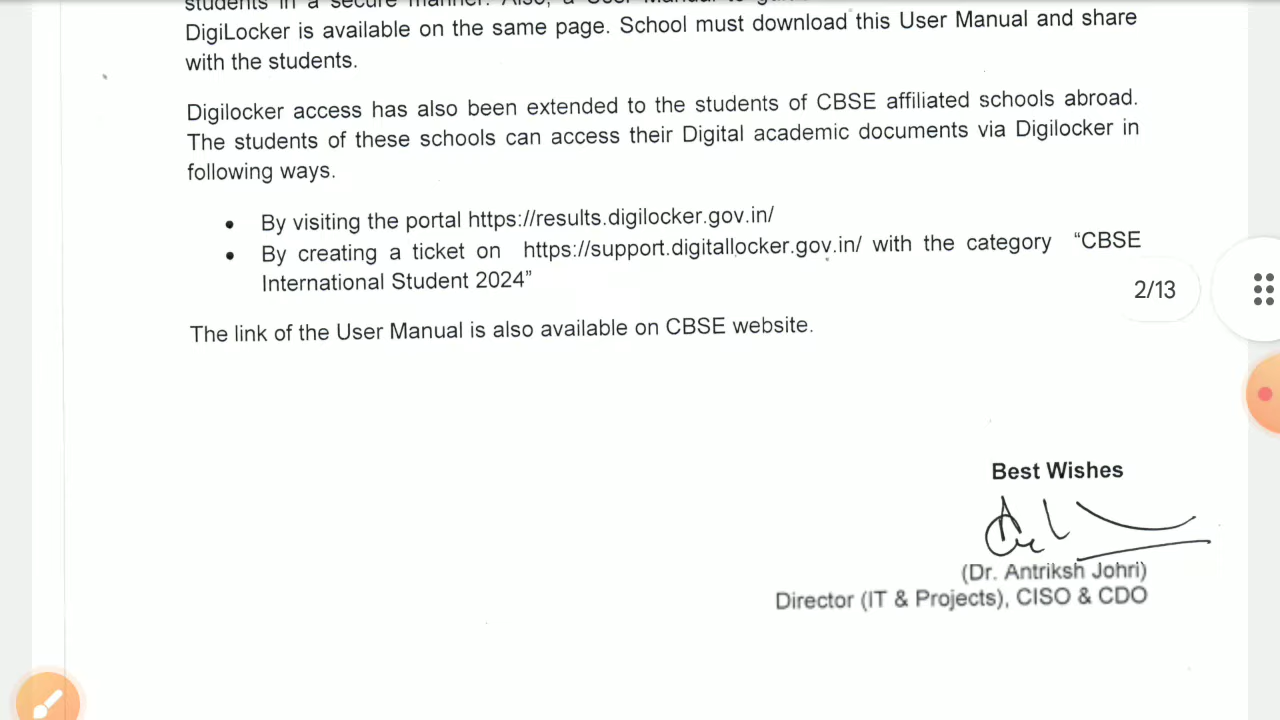 DigiLocker is available on the same page. School must download this User Manual and share
with the students.
Digilocker access has also been extended to the students of CBSE affiliated schools abroad.
The students of these schools can access their Digital academic documents via Digilocker in
following ways.
• By visiting the portal https://results.digilocker.gov.in/
• By creating a ticket on https://support.digitallocker.gov.in/ with the category “CBSE
International Student 2024”
2/13
The link of the User Manual is also available on CBSE website.
Best Wishes
(Dr. Antriksh Johri)
Director (IT & Projects), CISO & CDO